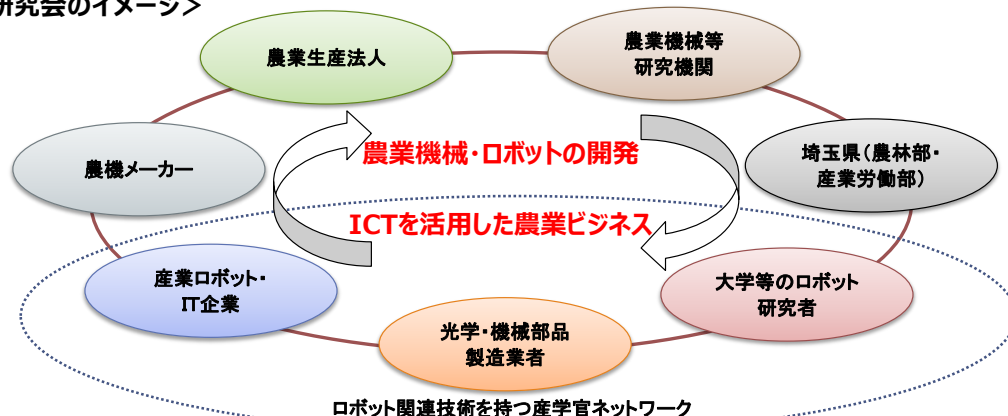 研究会のイメージ＞
農業生産法人
農業機械等
研究機関
農機メーカー
農業機械・ロボットの開発
埼玉県（農林部・
産業労働部）
ICTを活用した農業ビジネス
産業ロボット・
IT企業
大学等のロボット
研究者
光学・機械部品
製造業者
ロボット関連技術を持つ産学官ネットワーク